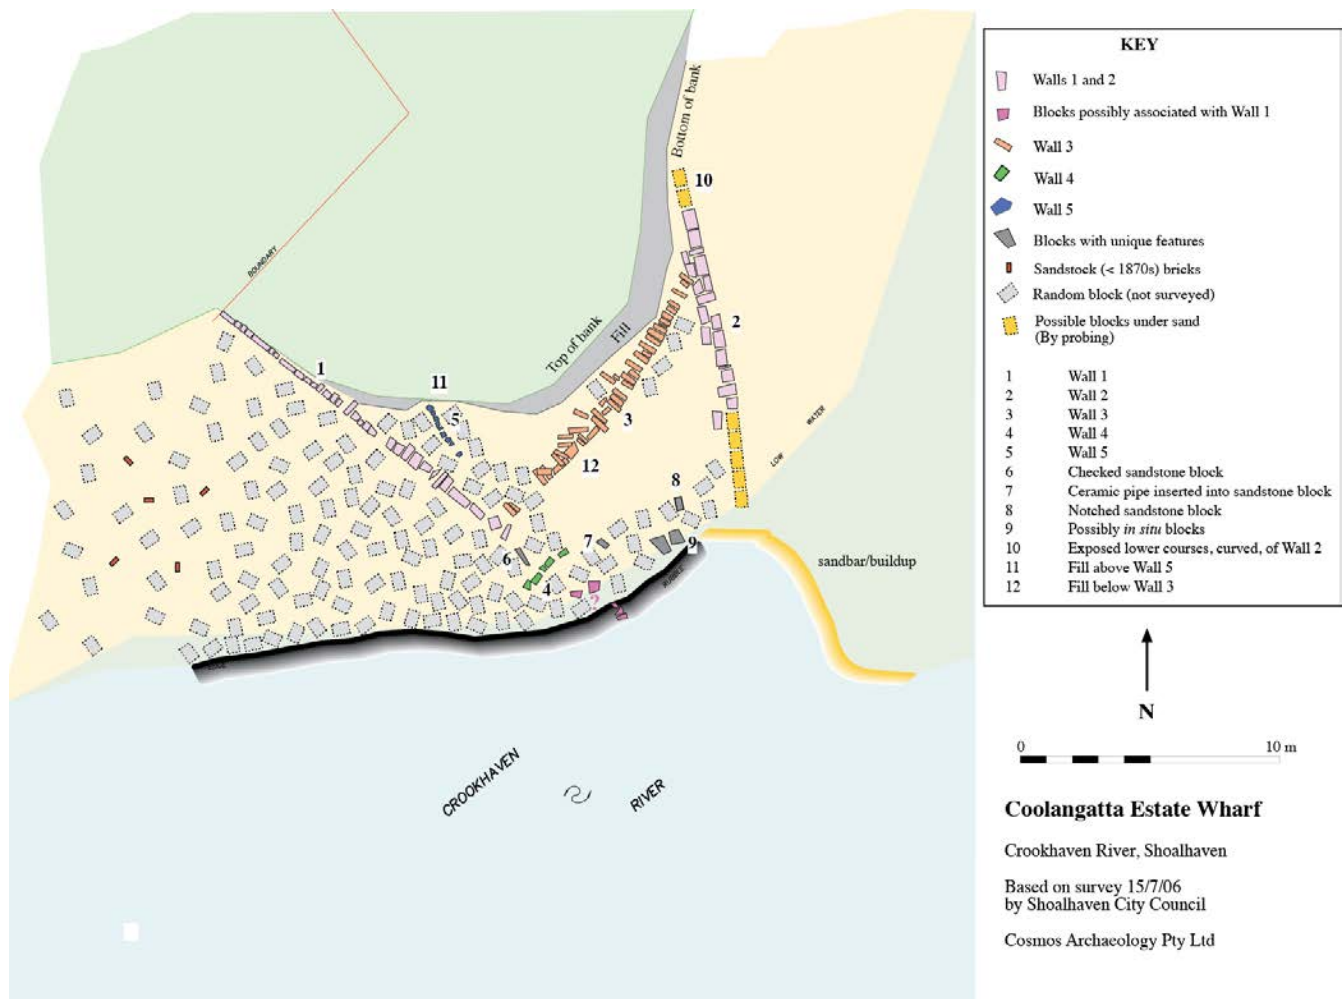 Bottom of bank
10
BOUNDARY
Top of bank
Fill
1
11
5
2
3
12
WATER
LOW
8
7
9
6
4
?
RUBBLE
EDGE
sandbar/buildup
CROOKHAVEN
RIVER
KEY
Walls 1 and 2
Blocks possibly associated with Wall 1
Wall 3
Wall 4
Wall 5
Blocks with unique features
Sandstock (< 1870s) bricks
Random block (not surveyed)
Possible blocks under sand
(By probing)
1 Wall 1
2 Wall 2
3 Wall 3
4 Wall 4
5 Wall 5
6 Checked sandstone block
7 Ceramic pipe inserted into sandstone block
8 Notched sandstone block
9 Possibly in situ blocks
10 Exposed lower courses, curved, of Wall 2
11 Fill above Wall 5
12 Fill below Wall 3
N
0 10 m
Coolangatta Estate Wharf
Crookhaven River, Shoalhaven
Based on survey 15/7/06
by Shoalhaven City Council
Cosmos Archaeology Pty Ltd